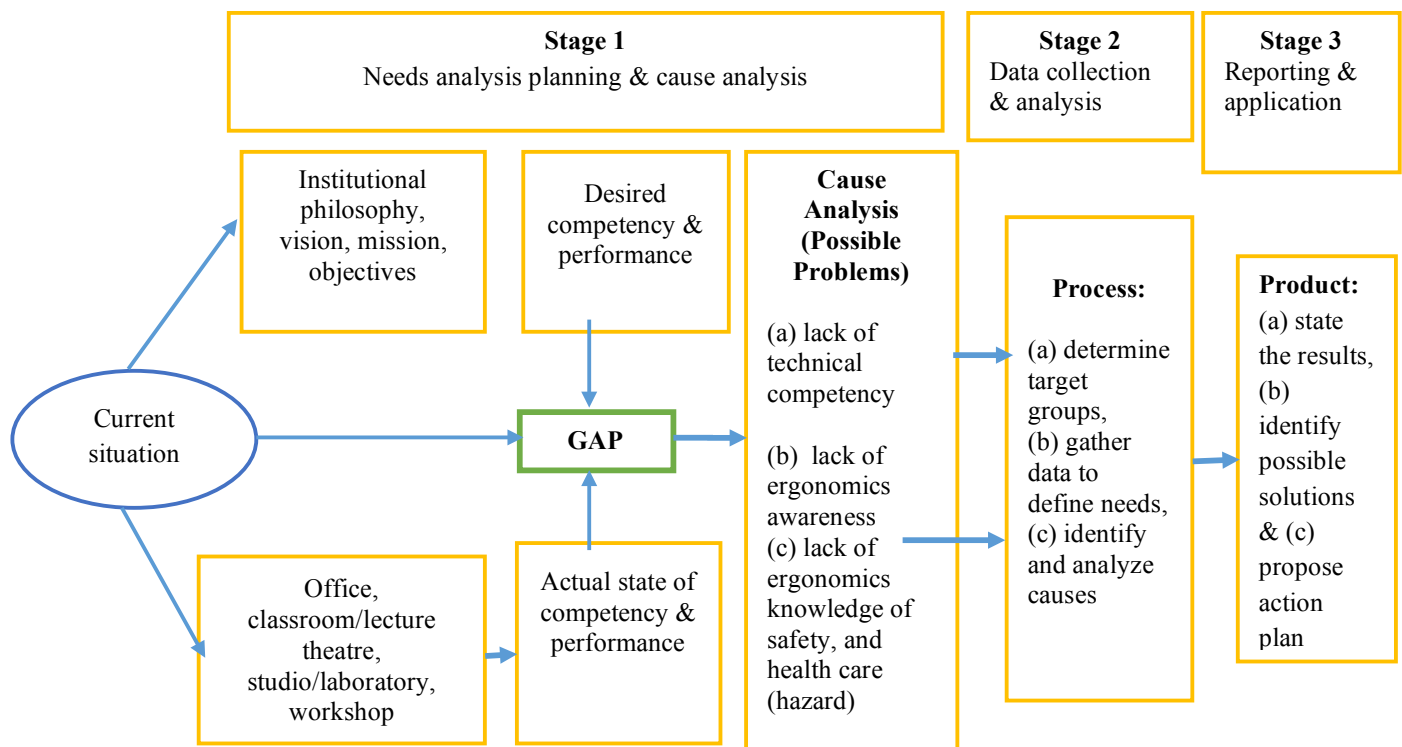 Stage 1
Needs analysis planning & cause analysis
Stage 2
Data collection
& analysis
Stage 3
Reporting &
application
Institutional
philosophy,
vision, mission,
objectives
Desired
competency &
performance
Cause
Analysis
(Possible
Problems)
(a) lack of
technical
competency
(b) lack of
ergonomics
awareness
(c) lack of
ergonomics
knowledge of
safety, and
health care
(hazard)
Process:
(a) determine
target
groups,
(b) gather
data to
define needs,
(c) identify
and analyze
causes
Product:
(a) state
the results,
(b)
identify
possible
solutions
& (c)
propose
action
plan
Current
situation
GAP
Office,
classroom/lecture
theatre,
studio/laboratory,
workshop
Actual state of
competency &
performance